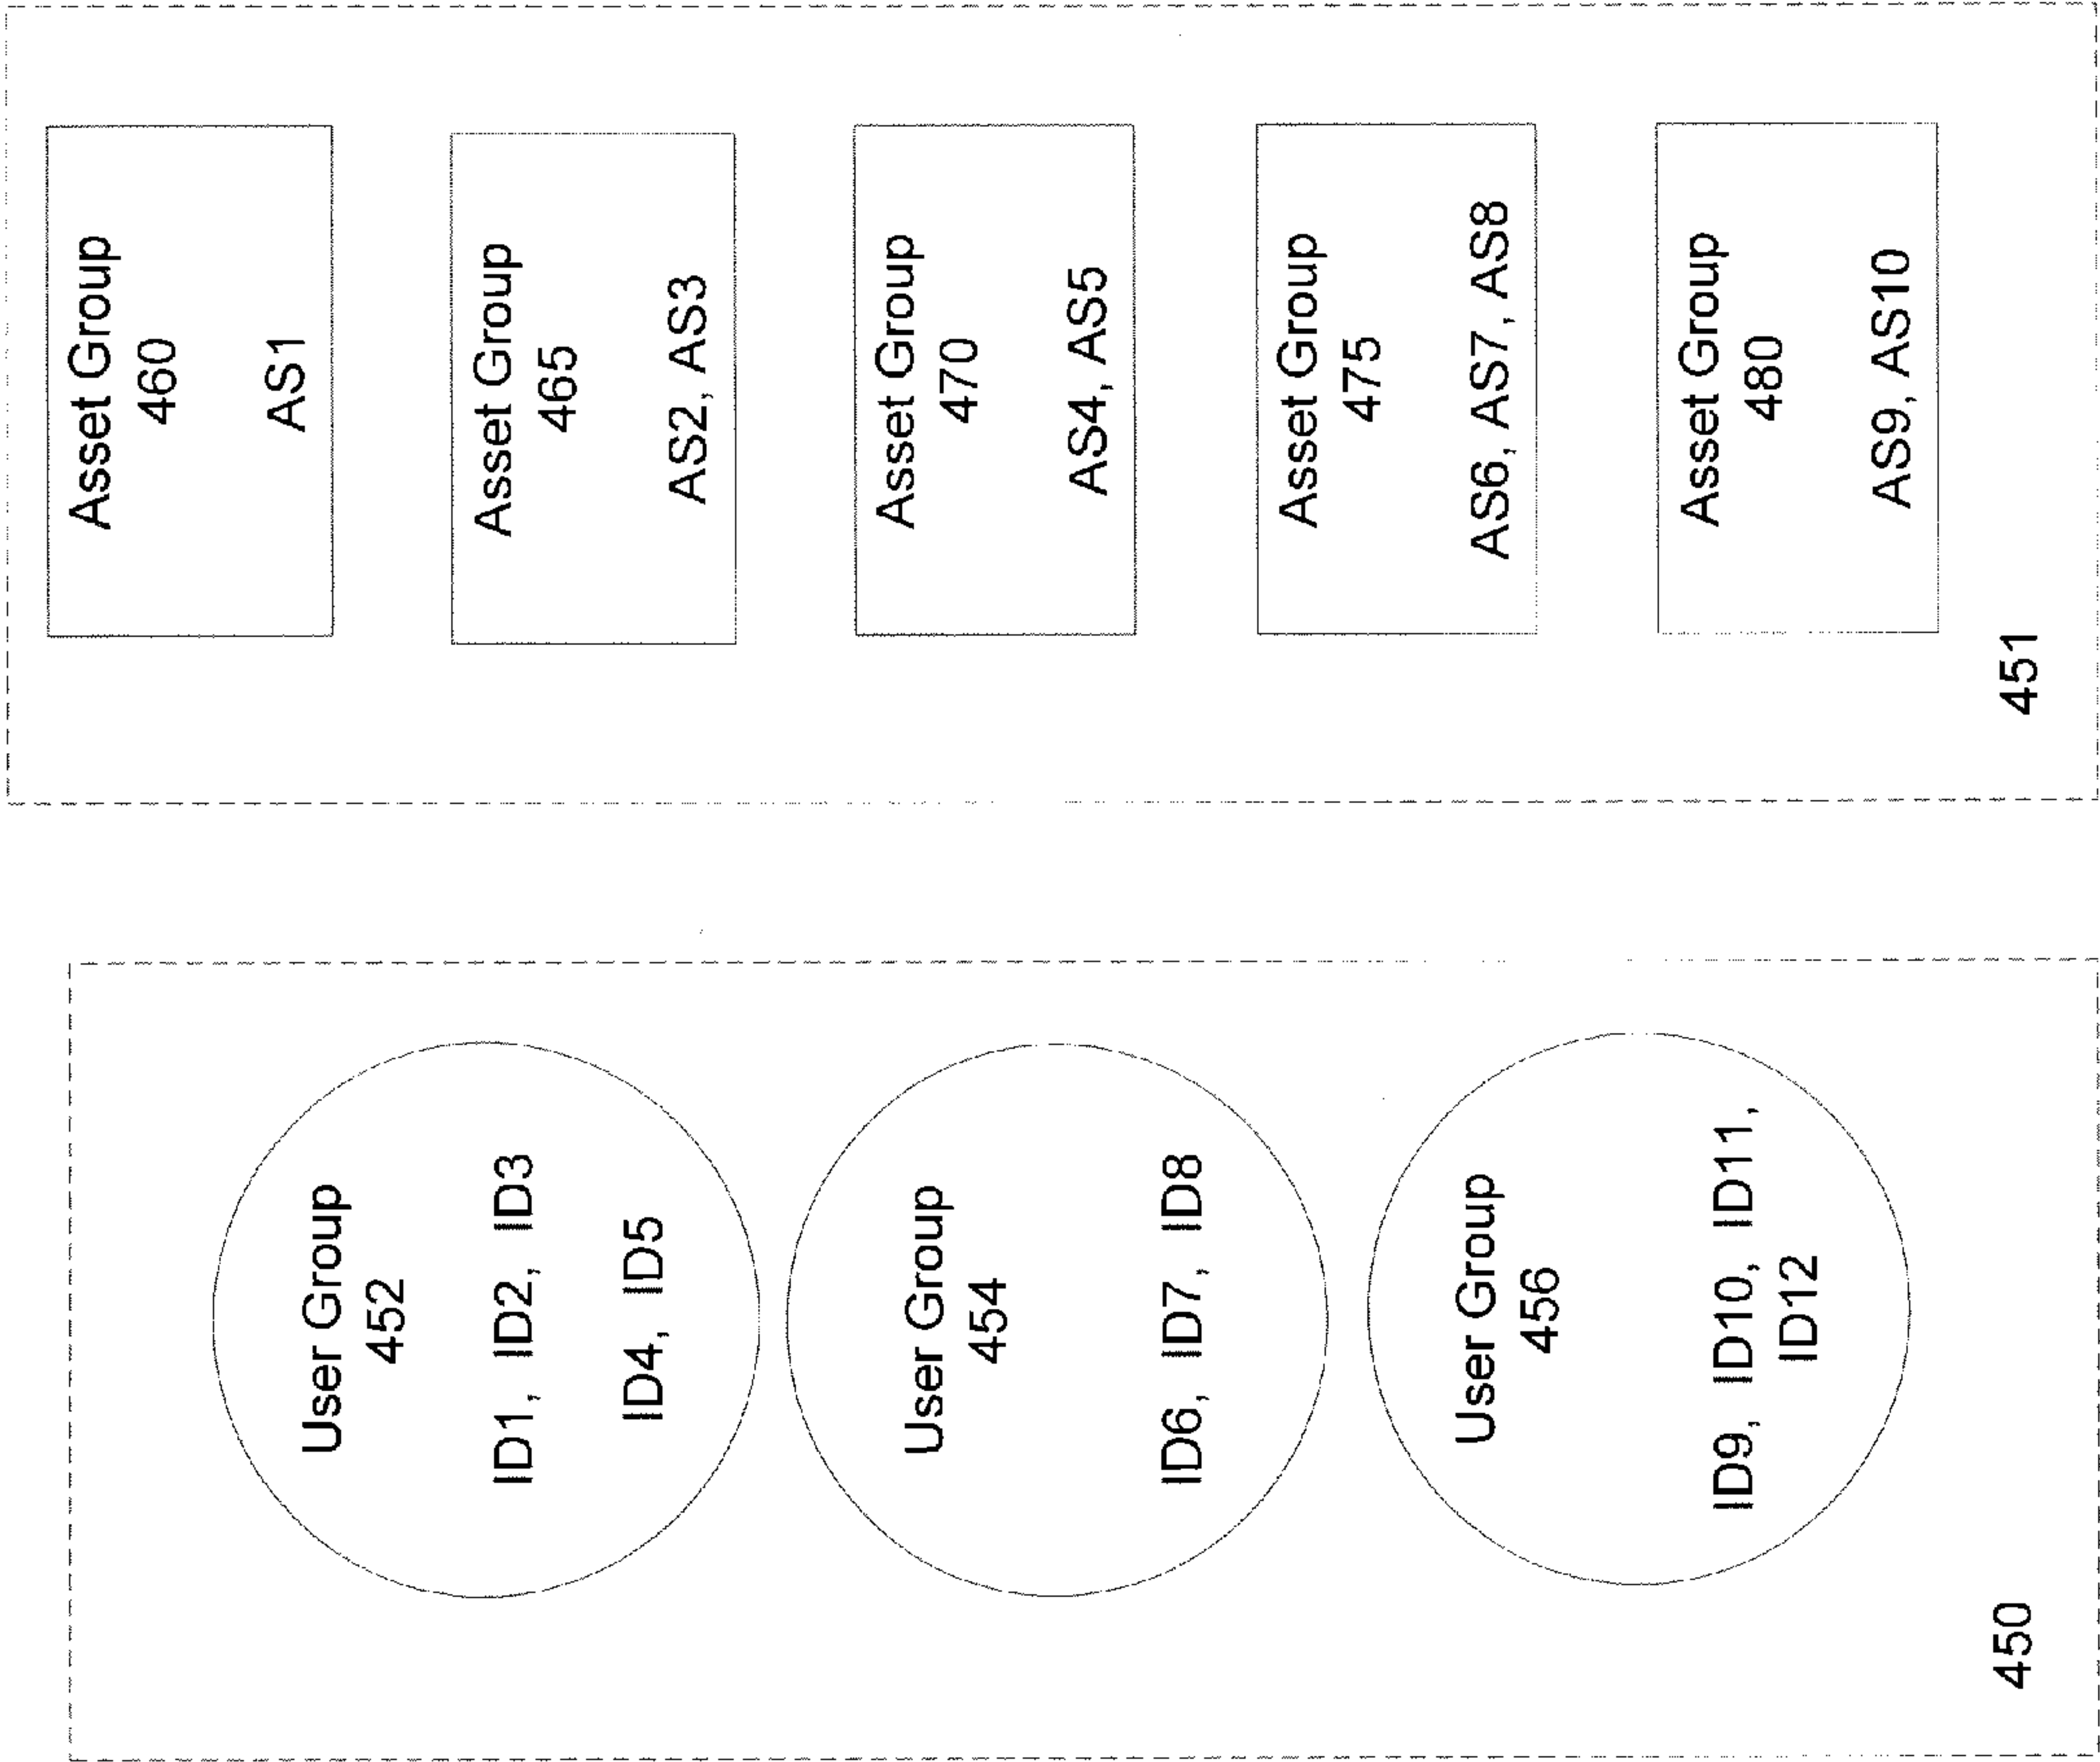 User Group
452
ID1, ID2, ID3
ID4, ID5
User Group
454
ID6, ID7, ID8
User Group
456
ID9, ID10, ID11,
ID12
450
Asset Group
460
AS1
Asset Group
465
AS2, AS3
Asset Group
470
AS4, AS5
Asset Group
475
AS6, AS7, AS8
Asset Group
480
AS9, AS10
451